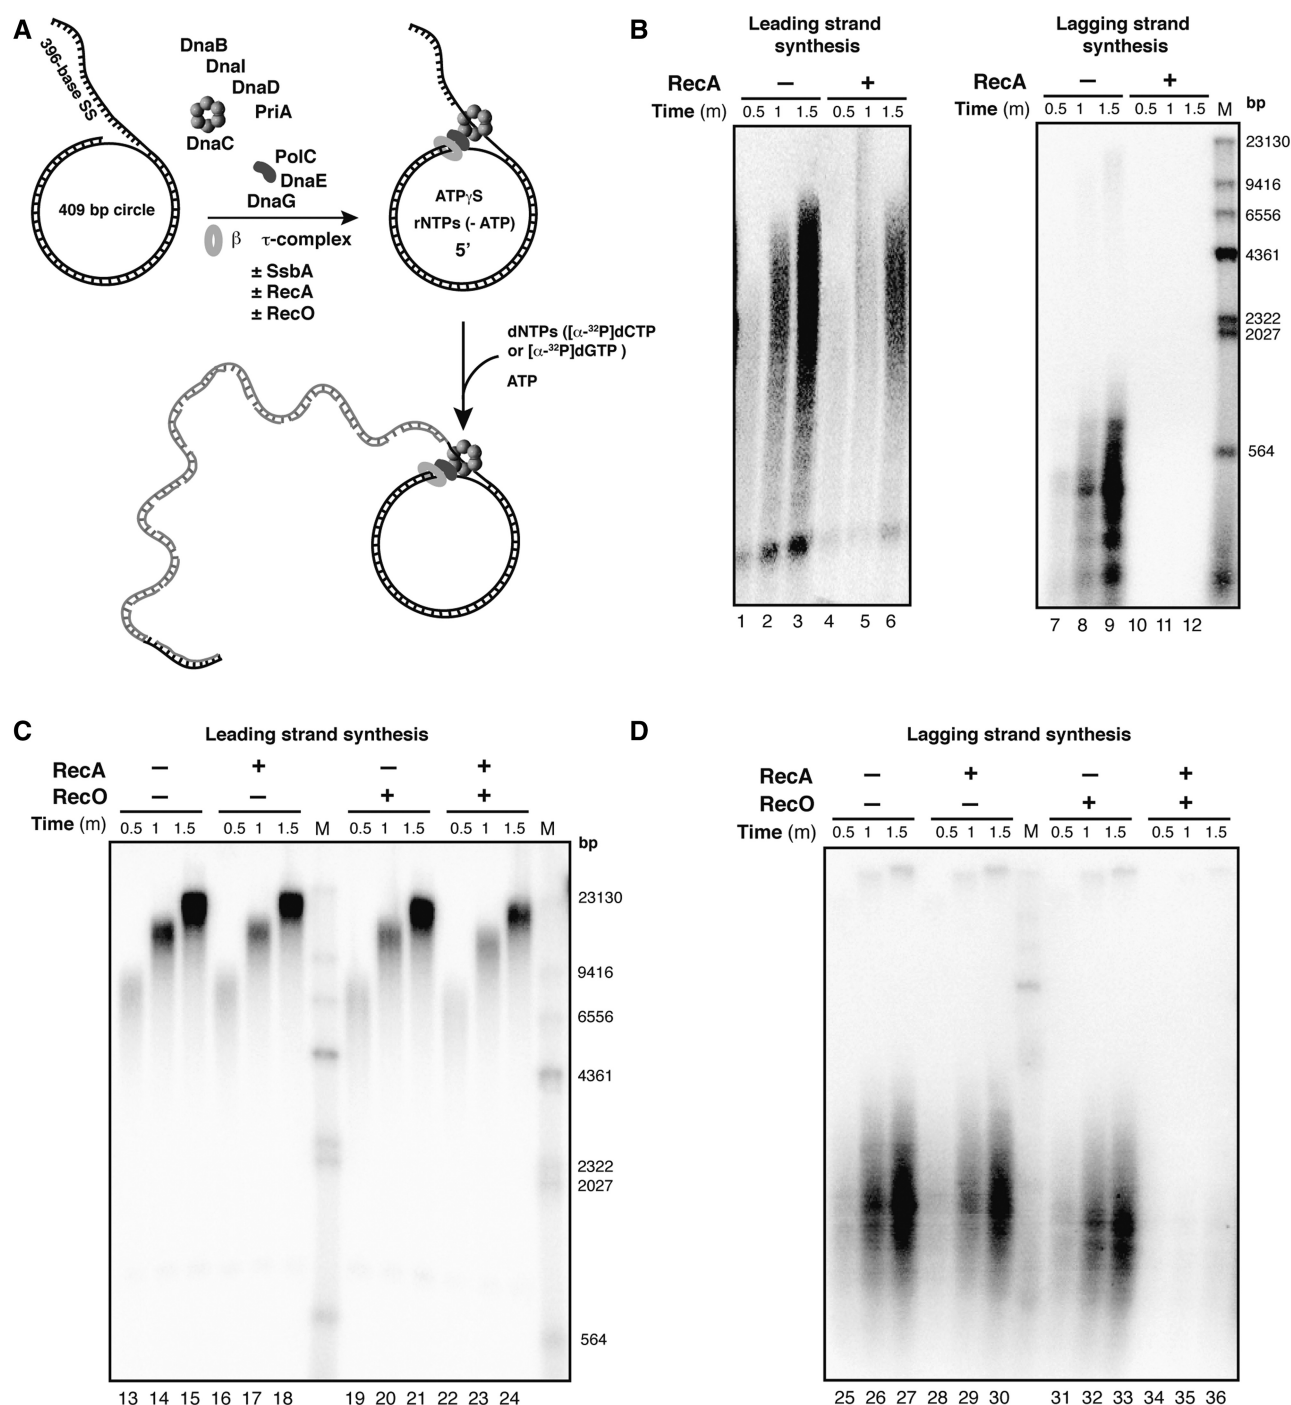 A
396-base SS
409 bp circle
DnaB
DnaI
DnaD
PriA
DnaC
PolC
DnaE
DnaG
β τ-complex
± SsbA
± RecA
± RecO
ATPγS
rNTPs (- ATP)
5’
dNTPs ([α-³²P]dCTP
or [α-³²P]dGTP )
ATP
B
Leading strand
synthesis
RecA – +
Time (m) 0.5 1 1.5 0.5 1 1.5
1 2 3 4 5 6
Lagging strand
synthesis
RecA – +
Time (m) 0.5 1 1.5 0.5 1 1.5 M bp
23130
9416
6556
4361
2322
2027
564
7 8 9 10 11 12
C
Leading strand synthesis
RecA – + – +
RecO – – + +
Time (m) 0.5 1 1.5 0.5 1 1.5 M 0.5 1 1.5 0.5 1 1.5 M
bp
23130
9416
6556
4361
2322
2027
564
13 14 15 16 17 18 19 20 21 22 23 24
D
Lagging strand synthesis
RecA – + – +
RecO – – + +
Time (m) 0.5 1 1.5 0.5 1 1.5 M 0.5 1 1.5 0.5 1 1.5
25 26 27 28 29 30 31 32 33 34 35 36